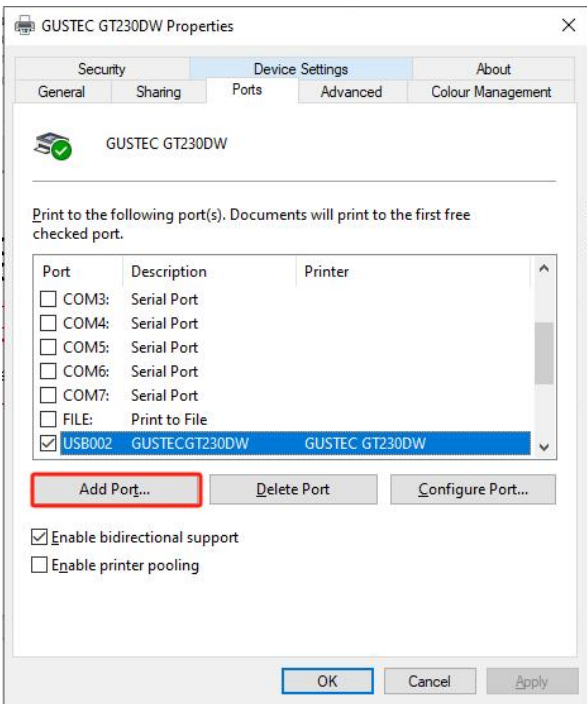 GUSTEC GT230DW Properties
Security Device Settings About
General Sharing Ports Advanced Colour Management
GUSTEC GT230DW
Print to the following port(s). Documents will print to the first free
checked port.
Port Description Printer
COM3: Serial Port
COM4: Serial Port
COM5: Serial Port
COM6: Serial Port
COM7: Serial Port
FILE: Print to File
USB002 GUSTECGT230DW GUSTEC GT230DW
Add Port... Delete Port Configure Port...
Enable bidirectional support
Enable printer pooling
OK Cancel Apply